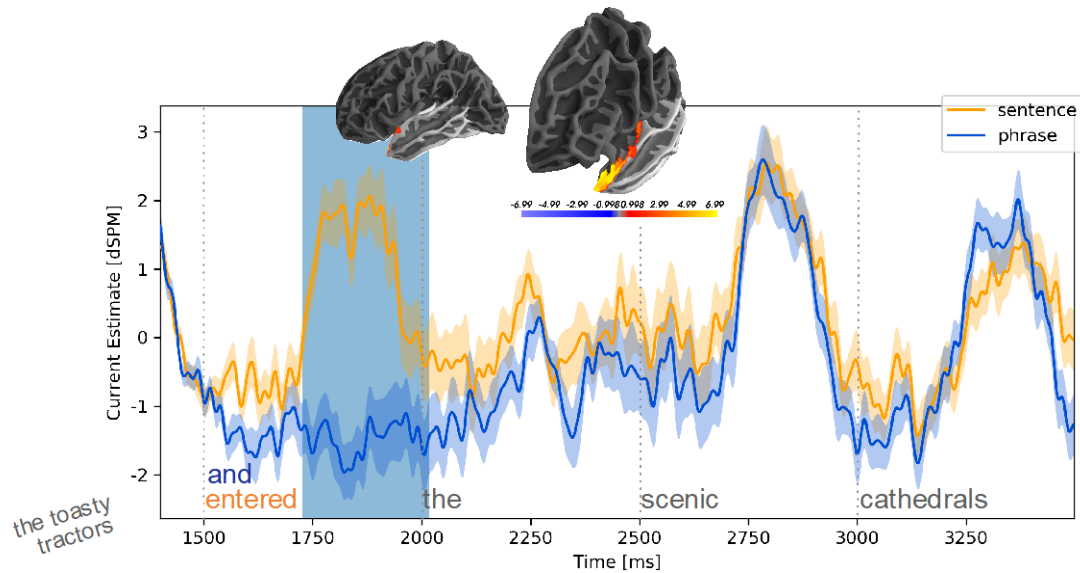 -6.99 -4.99 -2.99 -0.998 0.998 2.99 4.99 6.99
sentence
phrase
Current Estimate [dSPM]
3
2
1
0
-1
-2
and
entered
the
scenic
cathedrals
the toasty
tractors
1500 1750 2000 2250 2500 2750 3000 3250
Time [ms]